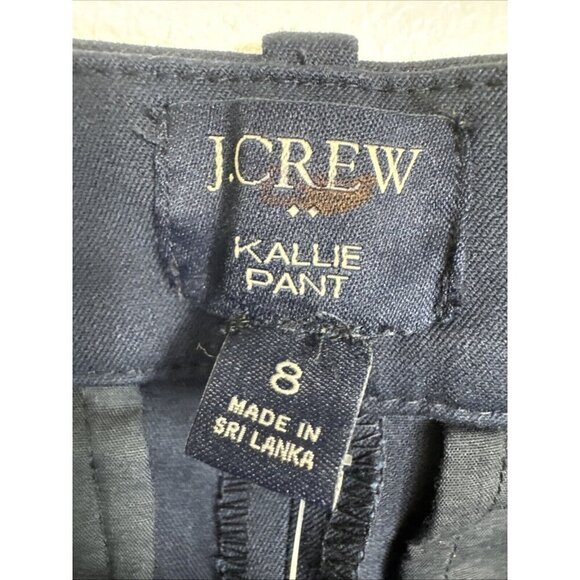 J.CREW
KALLIE
PANT
8
MADE IN
SRI LANKA